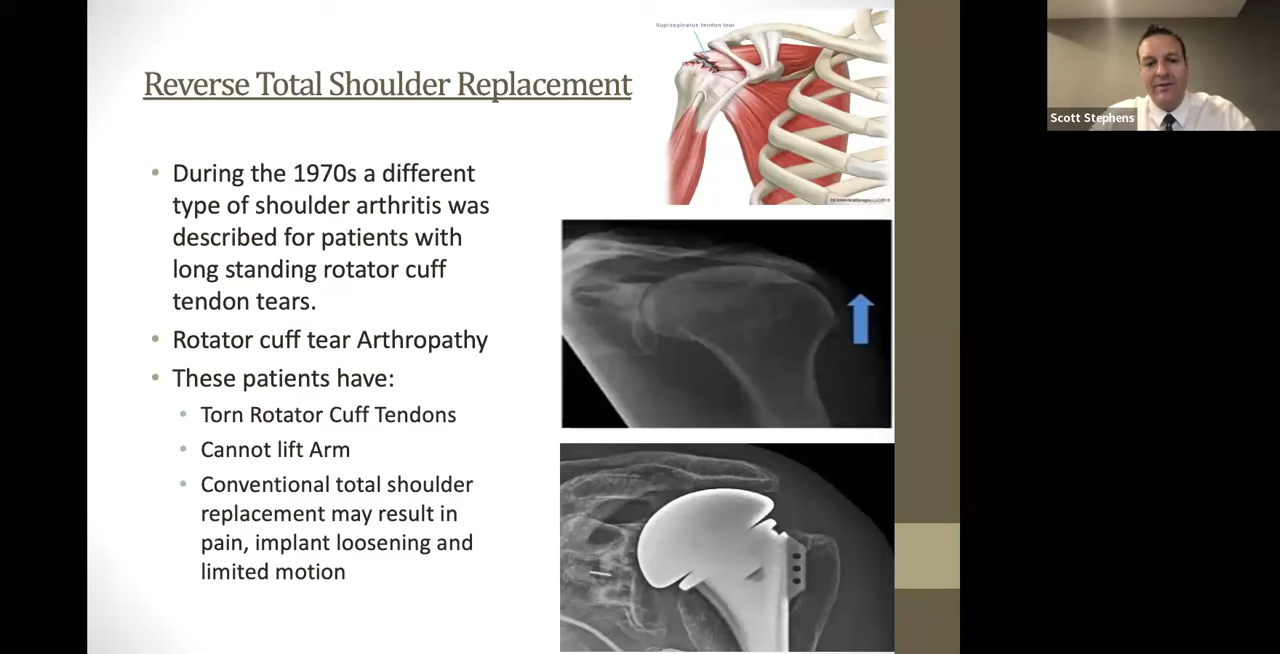 Supraspinatus tendon tear
Reverse Total Shoulder Replacement
Scott Stephens
• During the 1970s a different
type of shoulder arthritis was
described for patients with
long standing rotator cuff
tendon tears.
• Rotator cuff tear Arthropathy
• These patients have:
• Torn Rotator Cuff Tendons
• Cannot lift Arm
• Conventional total shoulder
replacement may result in
pain, implant loosening and
limited motion